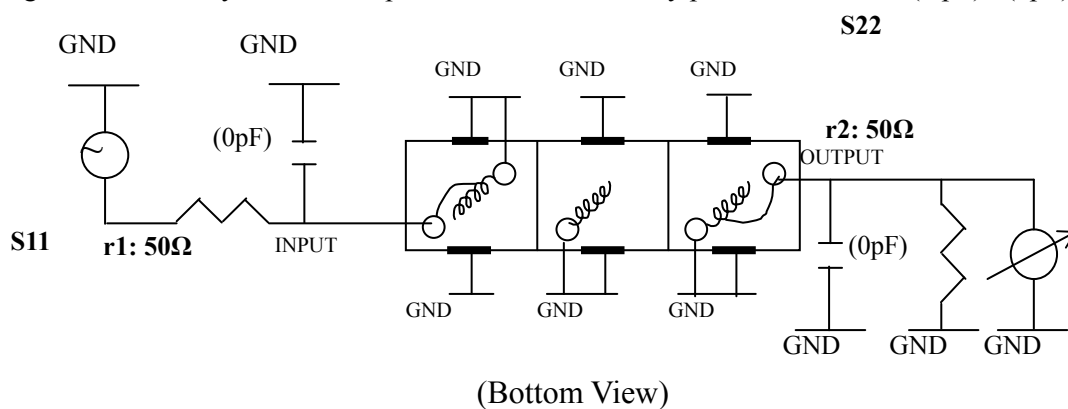 S22
GND
GND
GND
GND
GND
(0pF)
r2: 50Ω
OUTPUT
S11
r1: 50Ω
INPUT
(0pF)
GND
GND
GND
GND
GND
GND
(Bottom View)